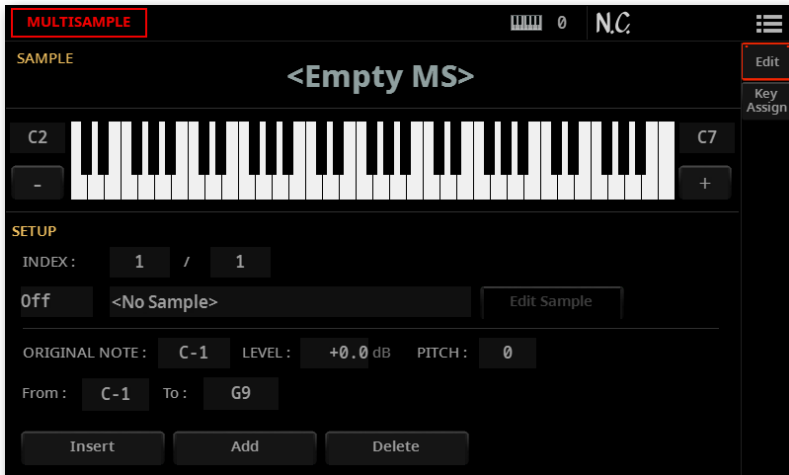 MULTISAMPLE 0 N.C.
SAMPLE
<Empty MS>
Edit
Key
Assign
C2 C7
- +
SETUP
INDEX : 1 / 1
Off <No Sample> Edit Sample
ORIGINAL NOTE : C-1 LEVEL : +0.0 dB PITCH : 0
From : C-1 To : G9
Insert Add Delete